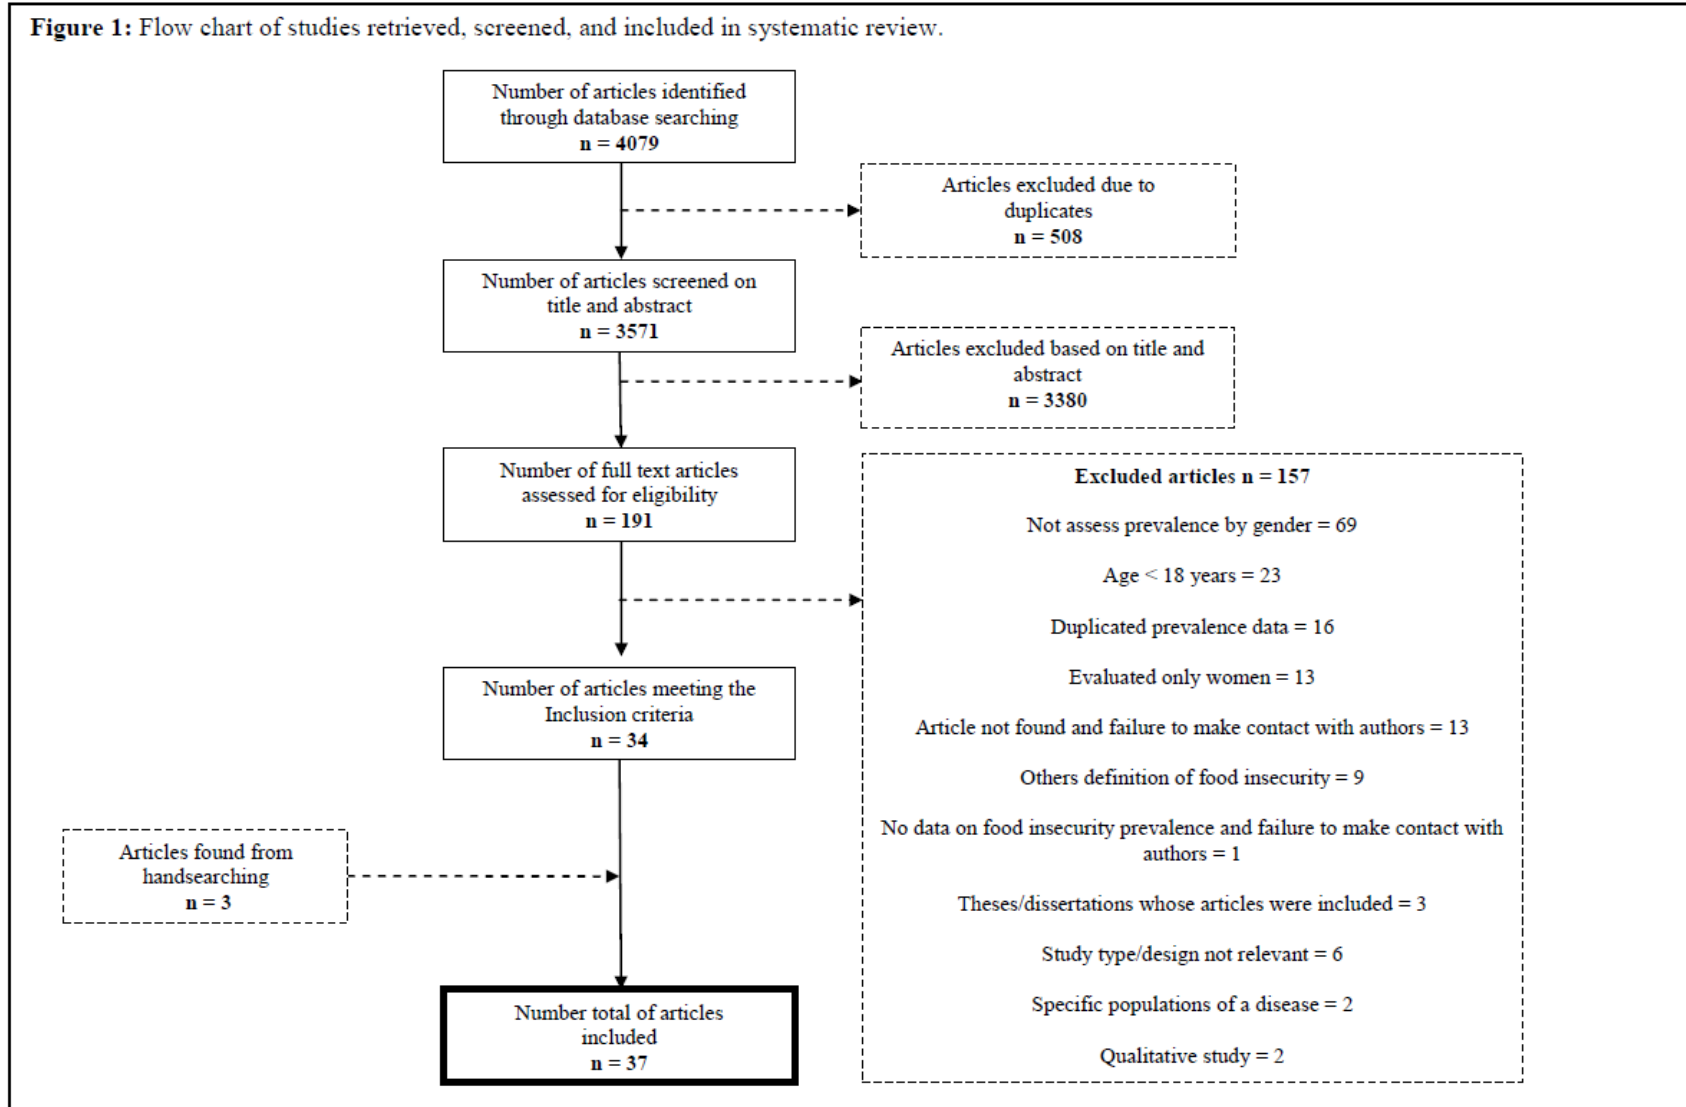 Figure 1: Flow chart of studies retrieved, screened, and included in systematic review.
Number of articles identified
through database searching
n = 4079
Articles excluded due to
duplicates
n = 508
Number of articles screened on
title and abstract
n = 3571
Articles excluded based on title and
abstract
n = 3380
Number of full text articles
assessed for eligibility
n = 191
Excluded articles n = 157
Not assess prevalence by gender = 69
Age < 18 years = 23
Duplicated prevalence data = 16
Evaluated only women = 13
Article not found and failure to make contact with authors = 13
Others definition of food insecurity = 9
No data on food insecurity prevalence and failure to make contact with
authors = 1
Theses/dissertations whose articles were included = 3
Study type/design not relevant = 6
Specific populations of a disease = 2
Qualitative study = 2
Number of articles meeting the
Inclusion criteria
n = 34
Articles found from
handsearching
n = 3
Number total of articles
included
n = 37